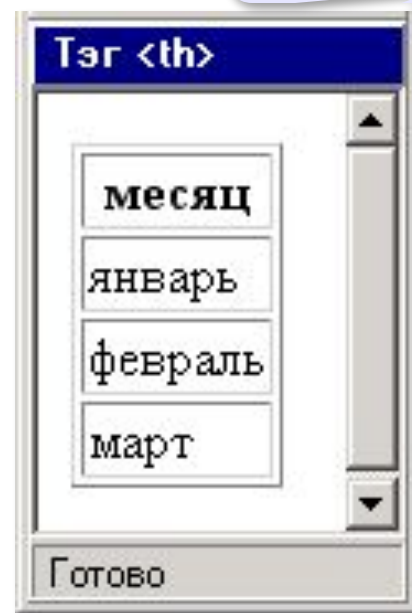 Тэг <th>
месяц
январь
февраль
март
Готово